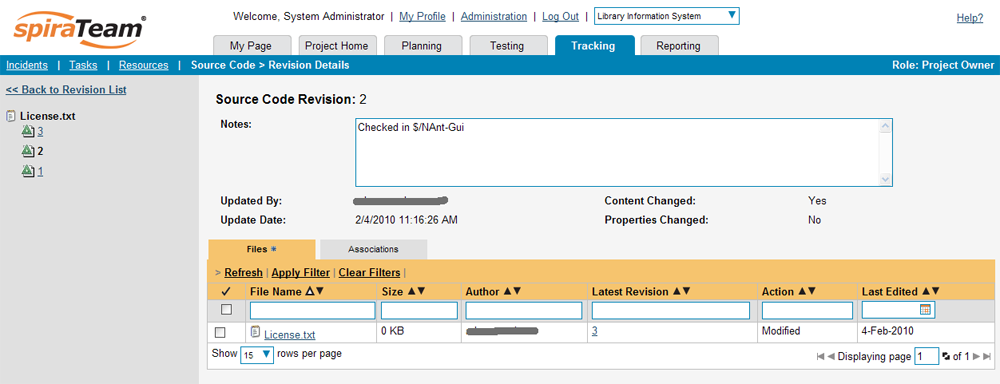 spiraTeam®
Welcome, System Administrator | My Profile | Administration | Log Out | Library Information System
Help?
My Page Project Home Planning Testing Tracking Reporting
Incidents | Tasks | Resources | Source Code > Revision Details Role: Project Owner
<< Back to Revision List
License.txt
3
2
1
Source Code Revision: 2
Notes: Checked in $/NAnt-Gui
Updated By: Content Changed: Yes
Update Date: 2/4/2010 11:16:26 AM Properties Changed: No
Files Associations
> Refresh | Apply Filter | Clear Filters |
File Name Size Author Latest Revision Action Last Edited
License.txt 0 KB 3 Modified 4-Feb-2010
Show 15 rows per page Displaying page 1 of 1